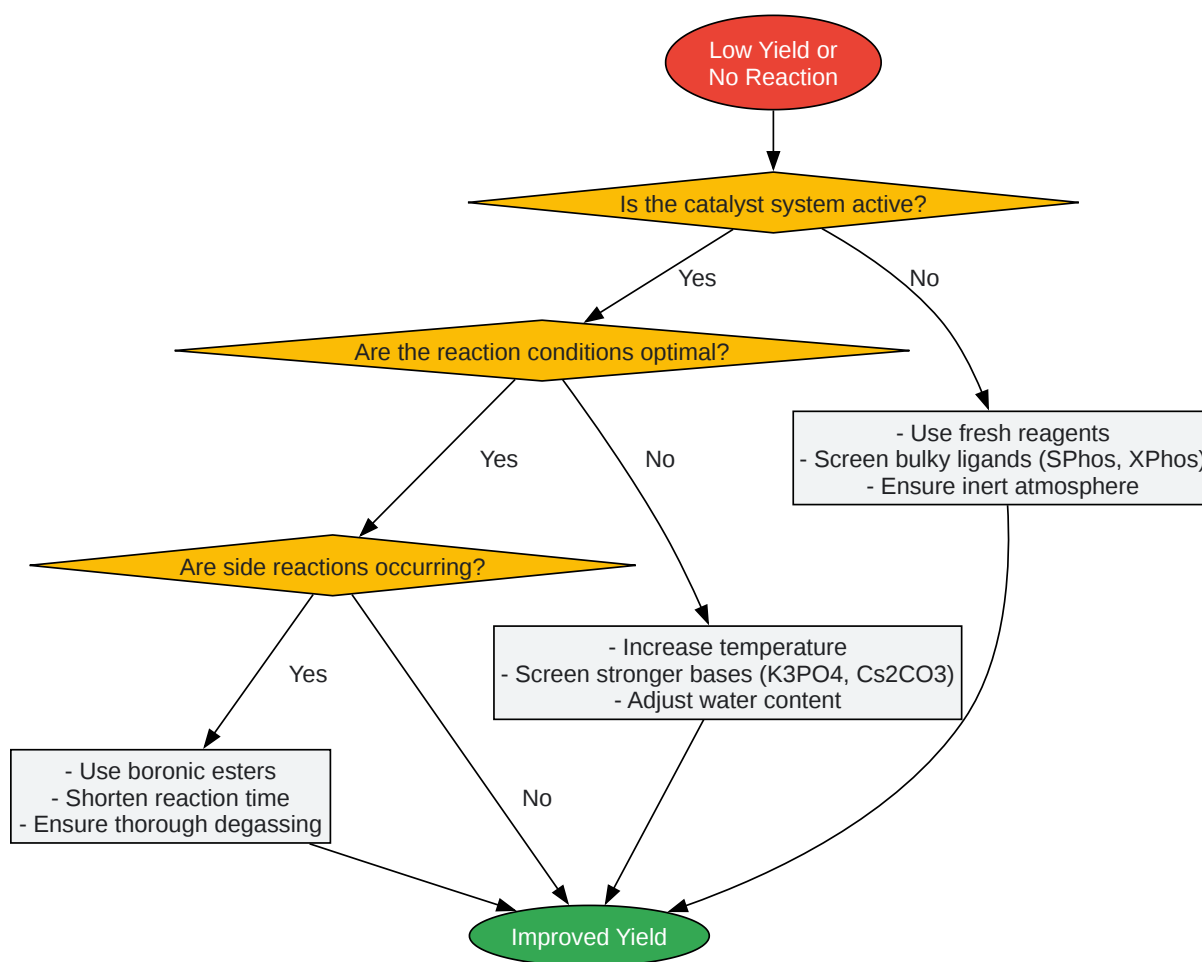 Low Yield or
No Reaction
Is the catalyst system active?
Yes
No
Are the reaction conditions optimal?
- Use fresh reagents
- Screen bulky ligands (SPhos, XPhos)
- Ensure inert atmosphere
Yes
No
Are side reactions occurring?
- Increase temperature
- Screen stronger bases (K3PO4, Cs2CO3)
- Adjust water content
Yes
- Use boronic esters
- Shorten reaction time
- Ensure thorough degassing
No
Improved Yield